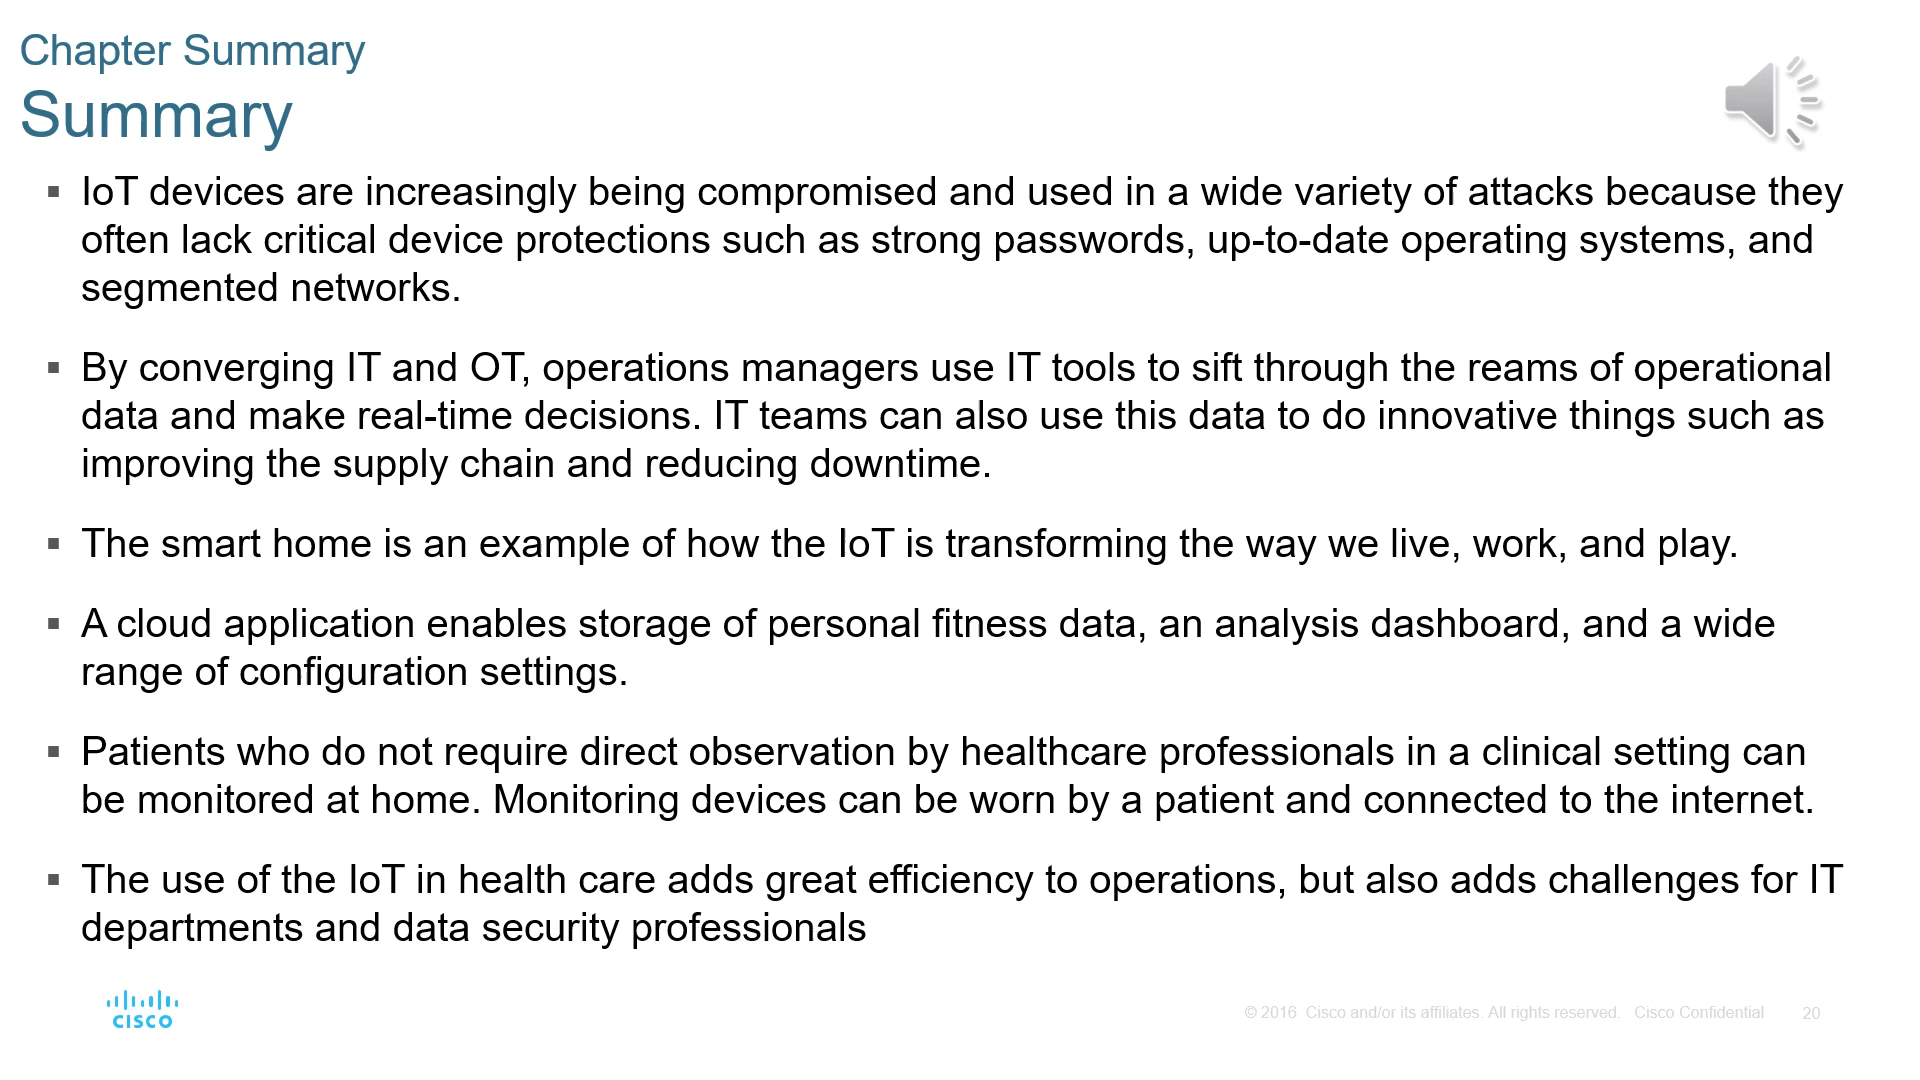 Chapter Summary
Summary
▪ IoT devices are increasingly being compromised and used in a wide variety of attacks because they
often lack critical device protections such as strong passwords, up-to-date operating systems, and
segmented networks.
▪ By converging IT and OT, operations managers use IT tools to sift through the reams of operational
data and make real-time decisions. IT teams can also use this data to do innovative things such as
improving the supply chain and reducing downtime.
▪ The smart home is an example of how the IoT is transforming the way we live, work, and play.
▪ A cloud application enables storage of personal fitness data, an analysis dashboard, and a wide
range of configuration settings.
▪ Patients who do not require direct observation by healthcare professionals in a clinical setting can
be monitored at home. Monitoring devices can be worn by a patient and connected to the internet.
▪ The use of the IoT in health care adds great efficiency to operations, but also adds challenges for IT
departments and data security professionals
CISCO
© 2016 Cisco and/or its affiliates. All rights reserved. Cisco Confidential 20